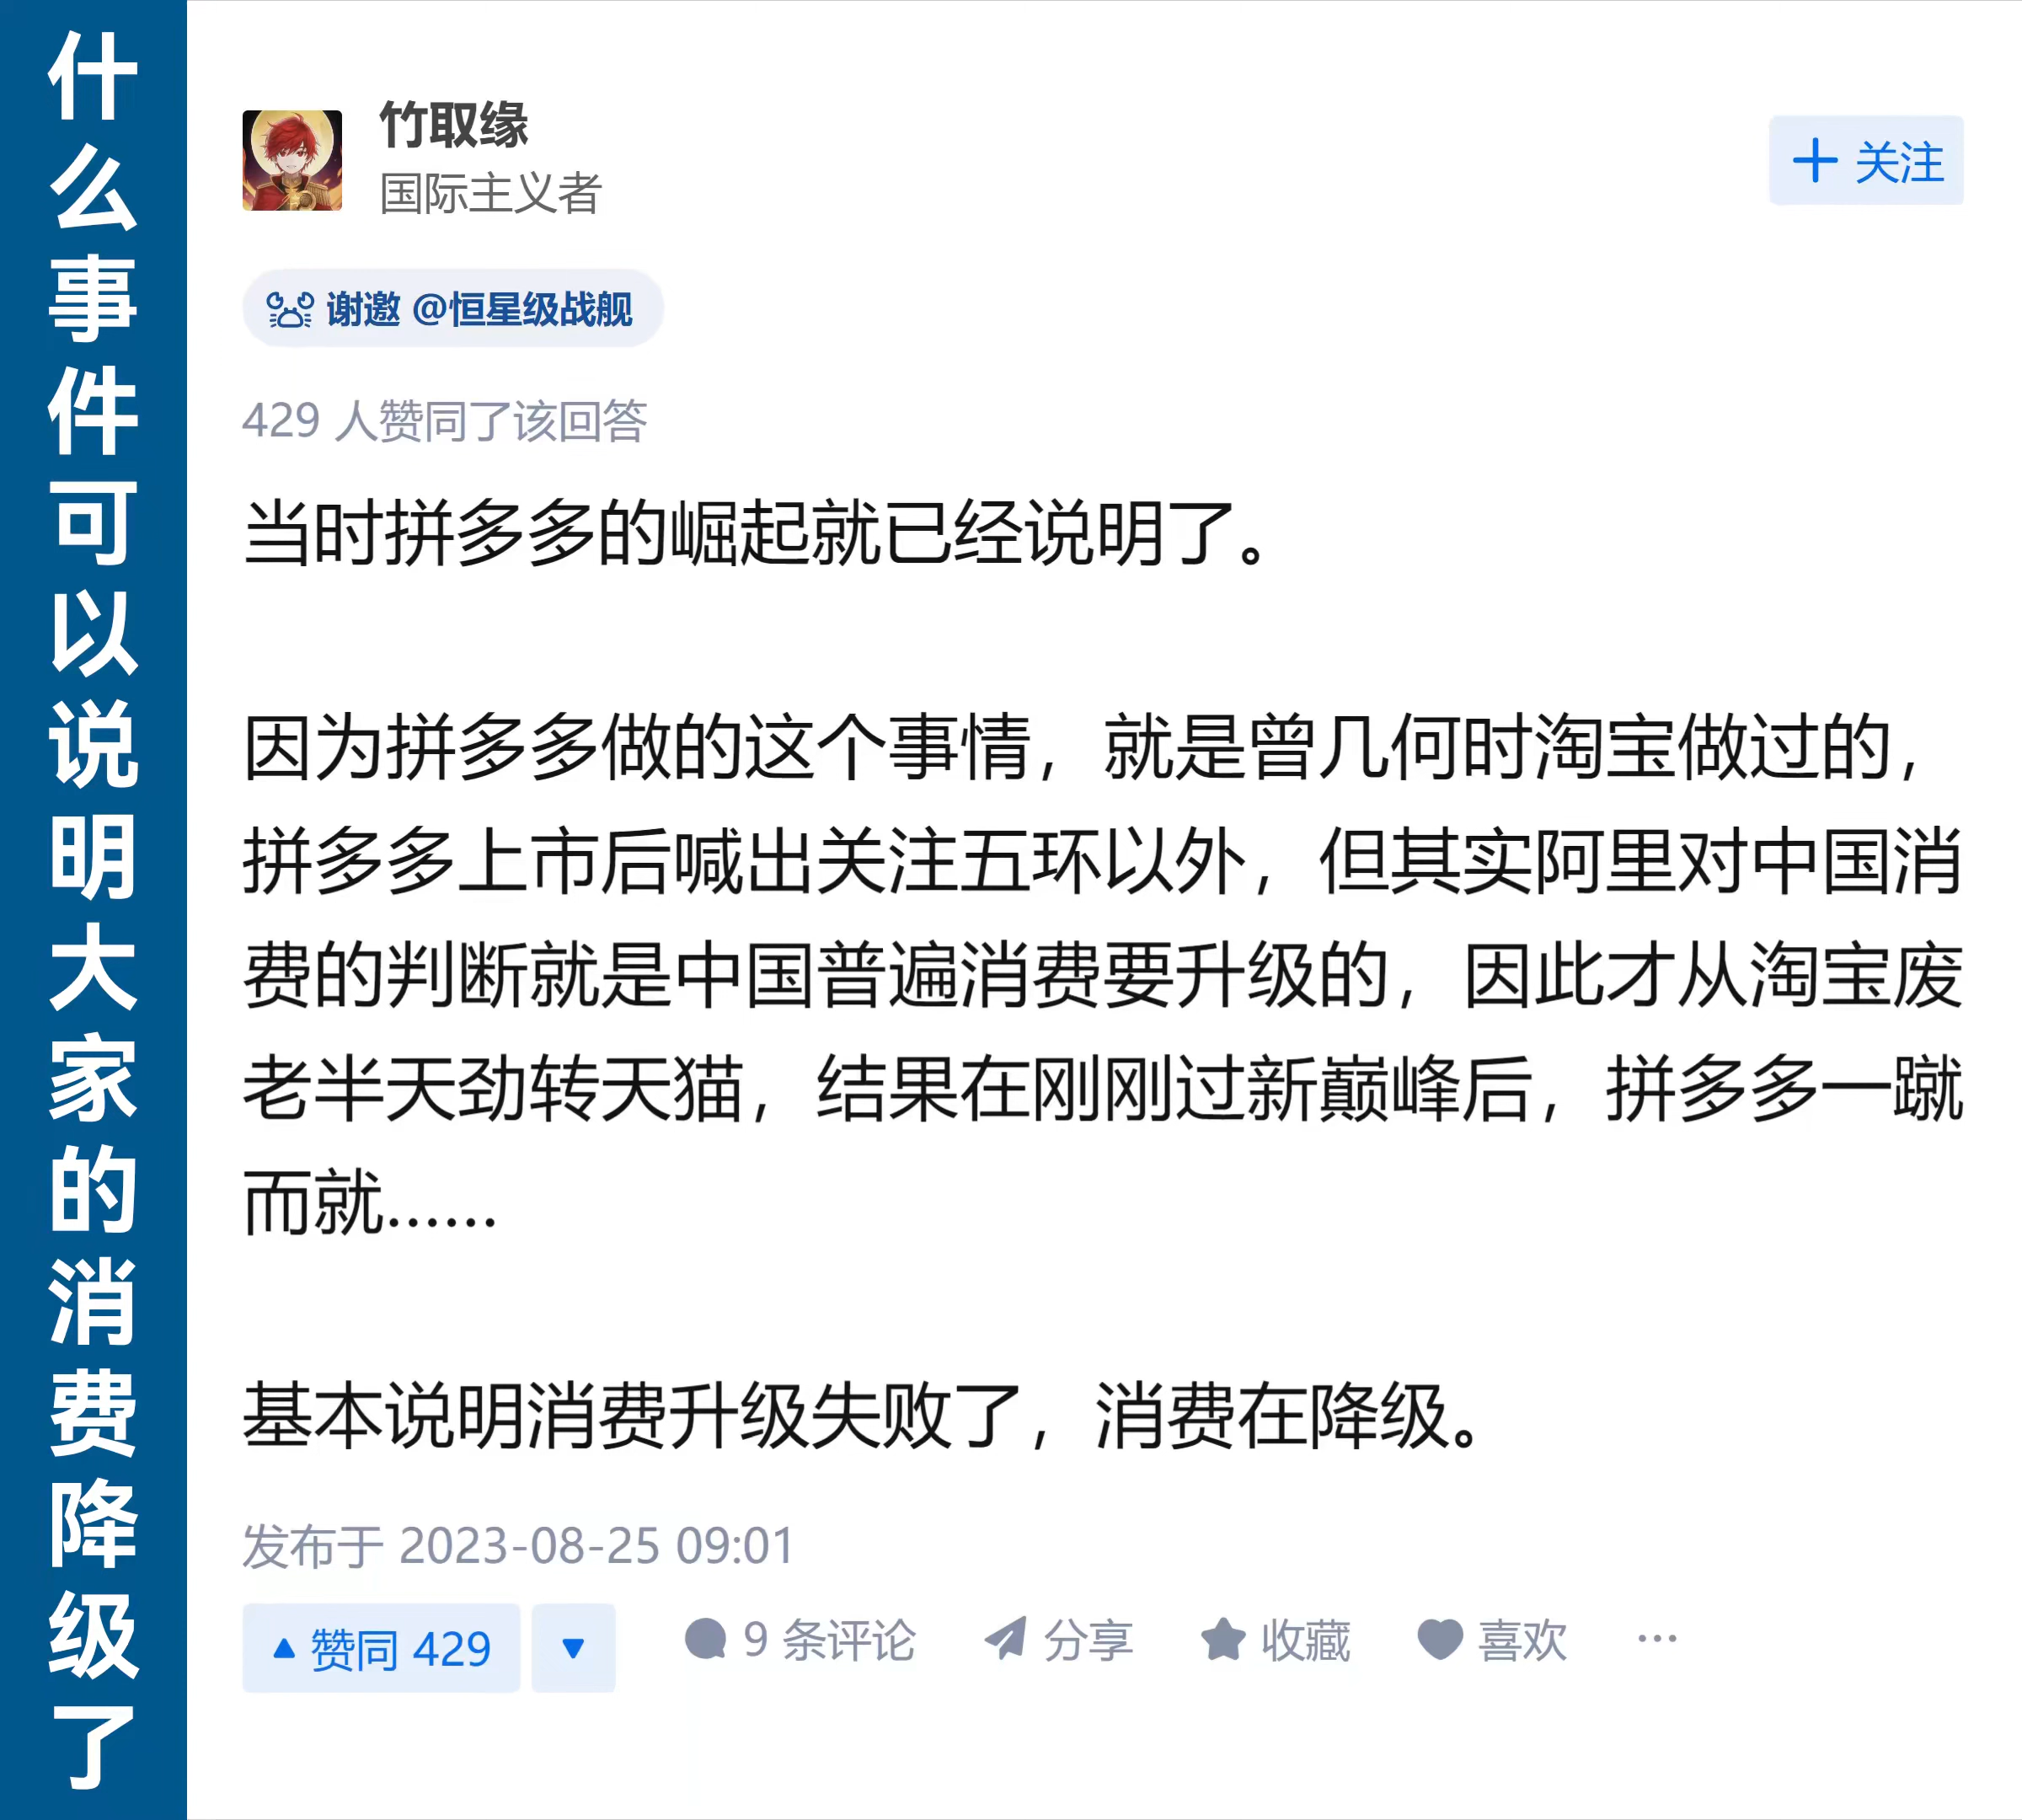 什么事件可以说明大家的消费降级了
竹取缘
国际主义者
+ 关注
谢邀 @恒星级战舰
429 人赞同了该回答
当时拼多多的崛起就已经说明了。
因为拼多多做的这个事情，就是曾几何时淘宝做过的，
拼多多上市后喊出关注五环以外，但其实阿里对中国消
费的判断就是中国普遍消费要升级的，因此才从淘宝废
老半天劲转天猫，结果在刚刚过新巅峰后，拼多多一蹴
而就……
基本说明消费升级失败了，消费在降级。
发布于 2023-08-25 09:01
▲ 赞同 429 ▼ 9 条评论 分享 收藏 喜欢 ···